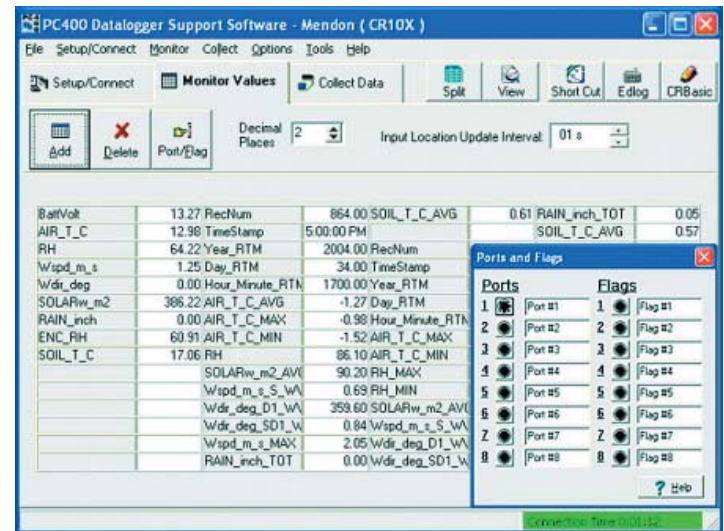 PC400 Datalogger Support Software - Mendon ( CR10X )
File Setup/Connect Monitor Collect Options Tools Help
Setup/Connect Monitor Values Collect Data Split View Short Cut Edlog CRBasic
Add Delete Port/Flag Decimal Places 2 Input Location Update Interval: 01 s
BattVolt 13.27 RecNum 864.00 SOIL_T_C_AVG 0.61 RAIN_inch_TOT 0.05
AIR_T_C 12.98 TimeStamp 5:00:00 PM SOIL_T_C_AVG 0.57
RH 64.22 Year_RTM 2004.00 RecNum
Wspd_m_s 1.25 Day_RTM 34.00 TimeStamp
Wdir_deg 0.00 Hour_Minute_RTM 1700.00 Year_RTM
SOLARw_m2 386.22 AIR_T_C_AVG -1.27 Day_RTM
RAIN_inch 0.00 AIR_T_C_MAX -0.98 Hour_Minute_RTM
ENC_RH 60.91 AIR_T_C_MIN -1.52 AIR_T_C_MAX
SOIL_T_C 17.06 RH 86.10 AIR_T_C_MIN
SOLARw_m2_AV 90.20 RH_MAX
Wspd_m_s_S_W 0.69 RH_MIN
Wdir_deg_D1_W 359.60 SOLARw_m2_AV
Wdir_deg_SD1_W 0.84 Wspd_m_s_S_W
Wspd_m_s_MAX 2.05 Wdir_deg_D1_W
RAIN_inch_TOT 0.00 Wdir_deg_SD1_W
Ports and Flags
Ports Flags
1 Port #1 1 Flag #1
2 Port #2 2 Flag #2
3 Port #3 3 Flag #3
4 Port #4 4 Flag #4
5 Port #5 5 Flag #5
6 Port #6 6 Flag #6
7 Port #7 7 Flag #7
8 Port #8 8 Flag #8
? Help
Connection Time 0:01:12